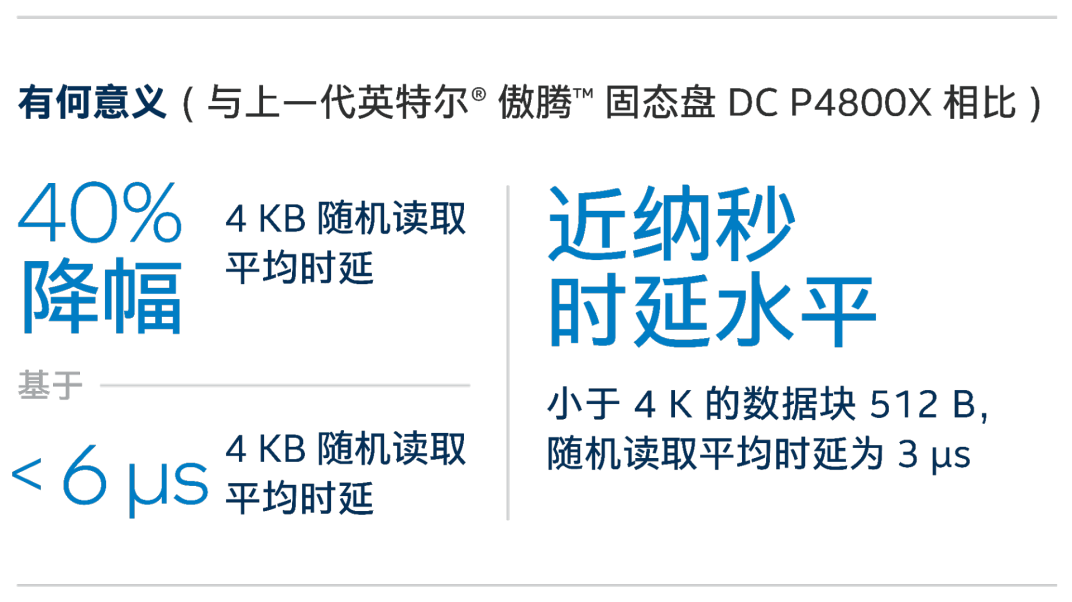 有何意义（与上一代英特尔® 傲腾™ 固态盘 DC P4800X 相比）
40%
降幅
4 KB 随机读取
平均时延
基于
< 6 μs
4 KB 随机读取
平均时延
近纳秒
时延水平
小于 4 K 的数据块 512 B，
随机读取平均时延为 3 μs